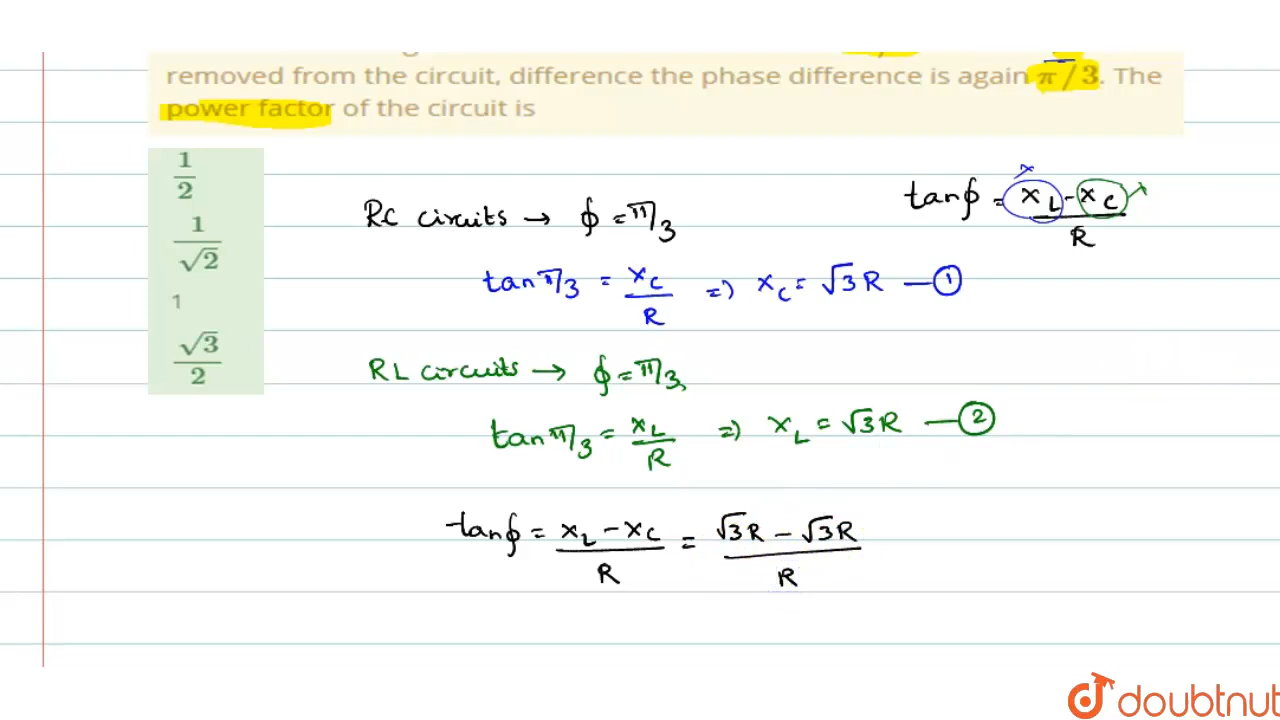 removed from the circuit, difference the phase difference is again π/3. The
power factor of the circuit is
1/2
1/√2
1
√3/2
tanϕ = (X_L - X_C)/R
RC circuits → ϕ = π/3
tan π/3 = X_C/R => X_C = √3 R — ①
RL circuits → ϕ = π/3,
tan π/3 = X_L/R => X_L = √3 R — ②
tanϕ = (X_L - X_C)/R = (√3R - √3R)/R
doubtnut